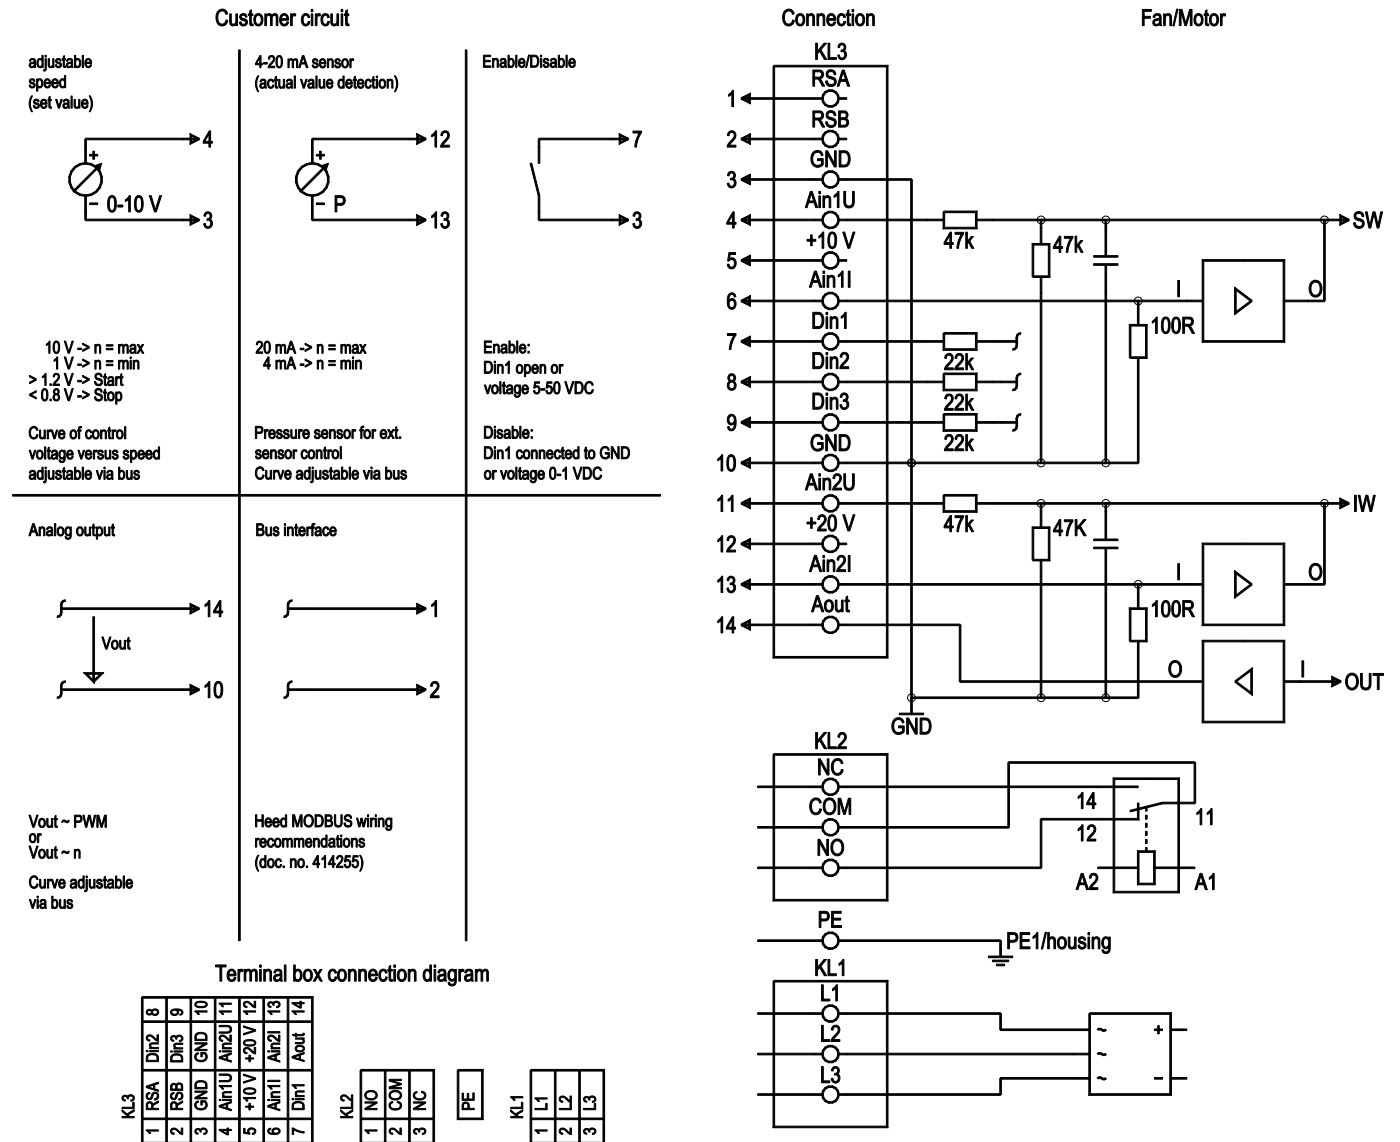 Customer circuit
adjustable
speed
(set value)
+
4
- 0-10 V
3
10 V -> n = max
1 V -> n = min
> 1.2 V -> Start
< 0.8 V -> Stop
Curve of control
voltage versus speed
adjustable via bus
4-20 mA sensor
(actual value detection)
+
12
- P
13
20 mA -> n = max
4 mA -> n = min
Pressure sensor for ext.
sensor control
Curve adjustable via bus
Enable/Disable
7
3
Enable:
Din1 open or
voltage 5-50 VDC
Disable:
Din1 connected to GND
or voltage 0-1 VDC
Analog output
14
Vout
10
Vout ~ PWM
or
Vout ~ n
Curve adjustable
via bus
Bus interface
1
2
Heed MODBUS wiring
recommendations
(doc. no. 414255)
Connection
Fan/Motor
KL3
RSA
1
RSB
2
GND
3
Ain1U
4
47k
47k
SW
+10 V
5
Ain1I
6
I
O
100R
Din1
7
22k
Din2
8
22k
Din3
9
22k
GND
10
Ain2U
11
47k
47K
IW
+20 V
12
Ain2I
13
I
O
100R
Aout
14
O
I
OUT
GND
KL2
NC
COM
NO
14
12
11
A2
A1
PE
PE1/housing
KL1
L1
L2
L3
~
~
~
+
-
Terminal box connection diagram
KL3
1 RSA Din2 8
2 RSB Din3 9
3 GND GND 10
4 Ain1U Ain2U 11
5 +10 V +20 V 12
6 Ain1I Ain2I 13
7 Din1 Aout 14
KL2
1 NO
2 COM
3 NC
PE
KL1
1 L1
2 L2
3 L3